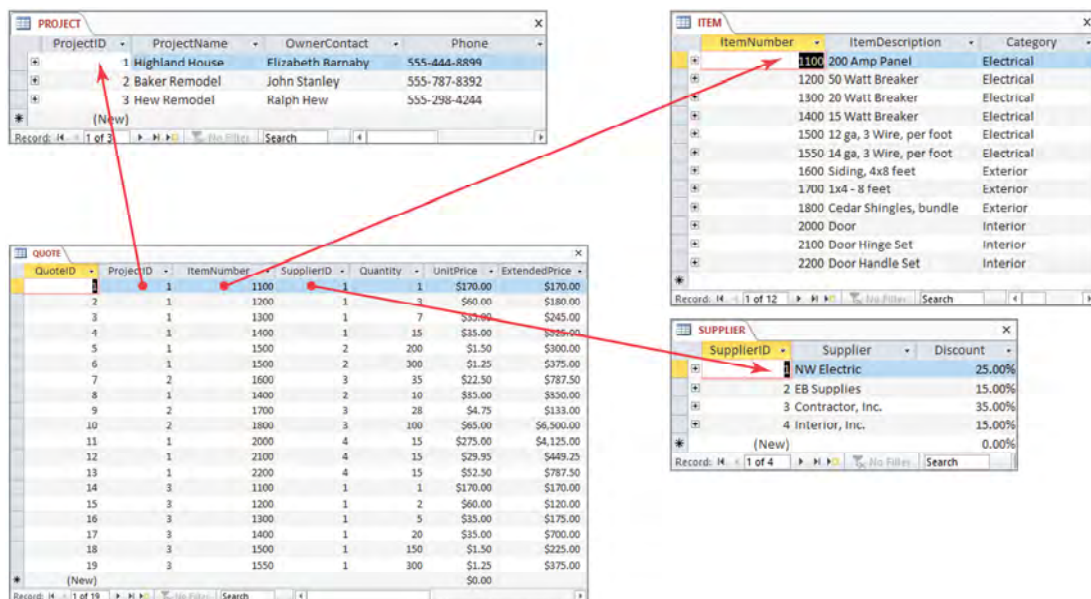 PROJECT
ProjectID ProjectName OwnerContact Phone
1 Highland House Elizabeth Barnaby 555-444-8899
2 Baker Remodel John Stanley 555-787-8392
3 Hew Remodel Ralph Hew 555-298-4244
(New)
Record: 1 of 3 No Filter Search
ITEM
ItemNumber ItemDescription Category
1100 200 Amp Panel Electrical
1200 50 Watt Breaker Electrical
1300 20 Watt Breaker Electrical
1400 15 Watt Breaker Electrical
1500 12 ga, 3 Wire, per foot Electrical
1550 14 ga, 3 Wire, per foot Electrical
1600 Siding, 4x8 feet Exterior
1700 1x4 - 8 feet Exterior
1800 Cedar Shingles, bundle Exterior
2000 Door Interior
2100 Door Hinge Set Interior
2200 Door Handle Set Interior
Record: 1 of 12 No Filter Search
QUOTE
QuoteID ProjectID ItemNumber SupplierID Quantity UnitPrice ExtendedPrice
1 1 1100 1 1 $170.00 $170.00
2 1 1200 1 3 $60.00 $180.00
3 1 1300 1 7 $35.00 $245.00
4 1 1400 1 15 $35.00 $525.00
5 1 1500 2 200 $1.50 $300.00
6 1 1500 2 300 $1.25 $375.00
7 2 1600 3 35 $22.50 $787.50
8 1 1400 2 10 $35.00 $350.00
9 2 1700 3 28 $4.75 $133.00
10 2 1800 3 100 $65.00 $6,500.00
11 1 2000 4 15 $275.00 $4,125.00
12 1 2100 4 15 $29.95 $449.25
13 1 2200 4 15 $52.50 $787.50
14 3 1100 1 1 $170.00 $170.00
15 3 1200 1 2 $60.00 $120.00
16 3 1300 1 5 $35.00 $175.00
17 3 1400 1 20 $35.00 $700.00
18 3 1500 1 150 $1.50 $225.00
19 3 1550 1 300 $1.25 $375.00
(New) $0.00
Record: 1 of 19 No Filter Search
SUPPLIER
SupplierID Supplier Discount
1 NW Electric 25.00%
2 EB Supplies 15.00%
3 Contractor, Inc. 35.00%
4 Interior, Inc. 15.00%
(New) 0.00%
Record: 1 of 4 No Filter Search